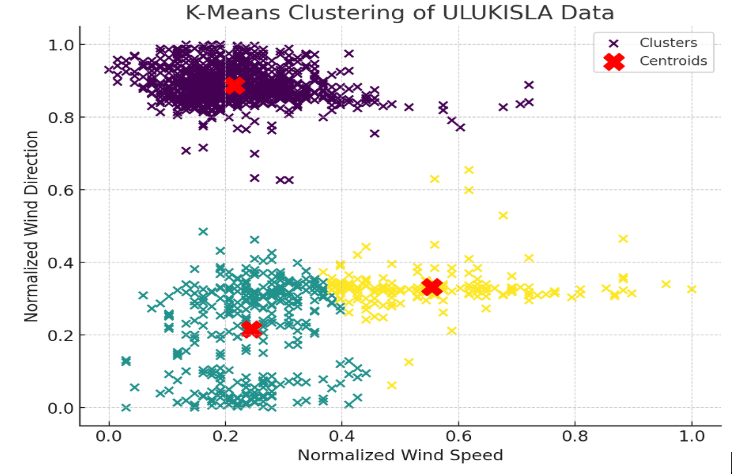 K-Means Clustering of ULUKISLA Data
Clusters
Centroids
1.0
0.8
0.6
0.4
0.2
0.0
Normalized Wind Direction
0.0 0.2 0.4 0.6 0.8 1.0
Normalized Wind Speed